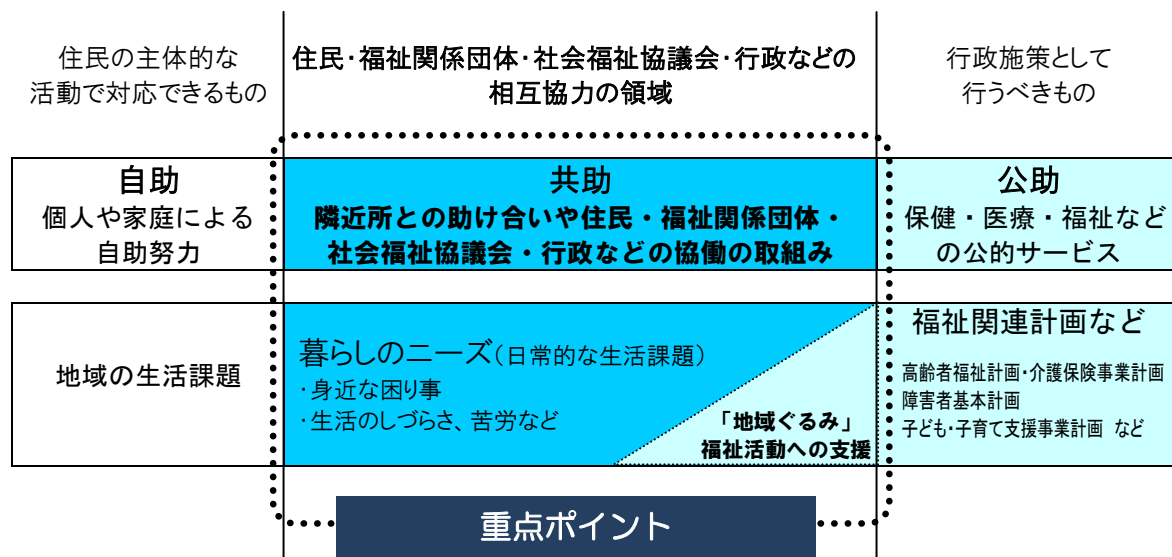 住民の主体的な
活動で対応できるもの
住民・福祉関係団体・社会福祉協議会・行政などの
相互協力の領域
行政施策として
行うべきもの
自助
個人や家庭による
自助努力
共助
隣近所との助け合いや住民・福祉関係団体・
社会福祉協議会・行政などの協働の取組み
公助
保健・医療・福祉など
の公的サービス
地域の生活課題
暮らしのニーズ（日常的な生活課題）
・身近な困り事
・生活のしづらさ、苦労など
「地域ぐるみ」
福祉活動への支援
福祉関連計画など
高齢者福祉計画・介護保険事業計画
障害者基本計画
子ども・子育て支援事業計画 など
重点ポイント